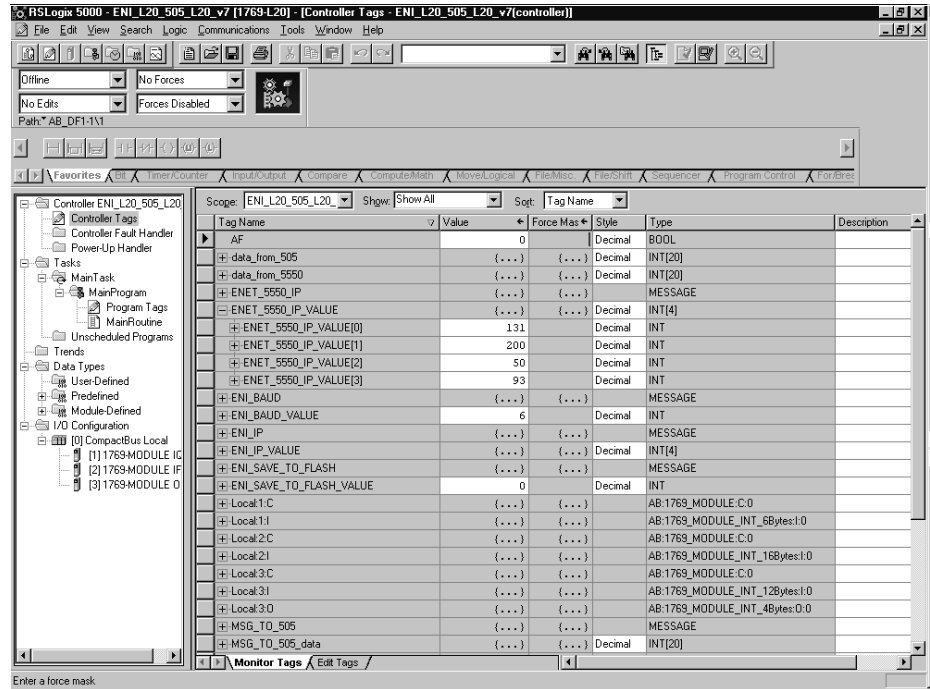 RSLogix 5000 - ENI_L20_505_L20_v7 [1769-L20] - [Controller Tags - ENI_L20_505_L20_v7(controller)]
File Edit View Search Logic Communications Tools Window Help
Offline No Forces
No Edits Forces Disabled
Path:* AB_DF1-1\1
Favorites Bit Timer/Counter Input/Output Compare Compute/Math Move/Logical File/Misc. File/Shift Sequencer Program Control For/Brea
Controller ENI_L20_505_L20
Controller Tags
Controller Fault Handler
Power-Up Handler
Tasks
MainTask
MainProgram
Program Tags
MainRoutine
Unscheduled Programs
Trends
Data Types
User-Defined
Predefined
Module-Defined
I/O Configuration
[0] CompactBus Local
[1] 1769-MODULE IQ
[2] 1769-MODULE IF
[3] 1769-MODULE O
Scope: ENI_L20_505_L20_ Show: Show All Sort: Tag Name
Tag Name Value Force Mas Style Type Description
AF 0 Decimal BOOL
data_from_505 {...} {...} Decimal INT[20]
data_from_5550 {...} {...} Decimal INT[20]
ENET_5550_IP {...} {...} MESSAGE
ENET_5550_IP_VALUE {...} {...} Decimal INT[4]
ENET_5550_IP_VALUE[0] 131 Decimal INT
ENET_5550_IP_VALUE[1] 200 Decimal INT
ENET_5550_IP_VALUE[2] 50 Decimal INT
ENET_5550_IP_VALUE[3] 93 Decimal INT
ENI_BAUD {...} {...} MESSAGE
ENI_BAUD_VALUE 6 Decimal INT
ENI_IP {...} {...} MESSAGE
ENI_IP_VALUE {...} {...} Decimal INT[4]
ENI_SAVE_TO_FLASH {...} {...} MESSAGE
ENI_SAVE_TO_FLASH_VALUE 0 Decimal INT
Local:1:C {...} {...} AB:1769_MODULE:C:0
Local:1:I {...} {...} AB:1769_MODULE_INT_6Bytes:I:0
Local:2:C {...} {...} AB:1769_MODULE:C:0
Local:2:I {...} {...} AB:1769_MODULE_INT_16Bytes:I:0
Local:3:C {...} {...} AB:1769_MODULE:C:0
Local:3:I {...} {...} AB:1769_MODULE_INT_12Bytes:I:0
Local:3:O {...} {...} AB:1769_MODULE_INT_4Bytes:O:0
MSG_TO_505 {...} {...} MESSAGE
MSG_TO_505_data {...} {...} Decimal INT[20]
Monitor Tags Edit Tags
Enter a force mask